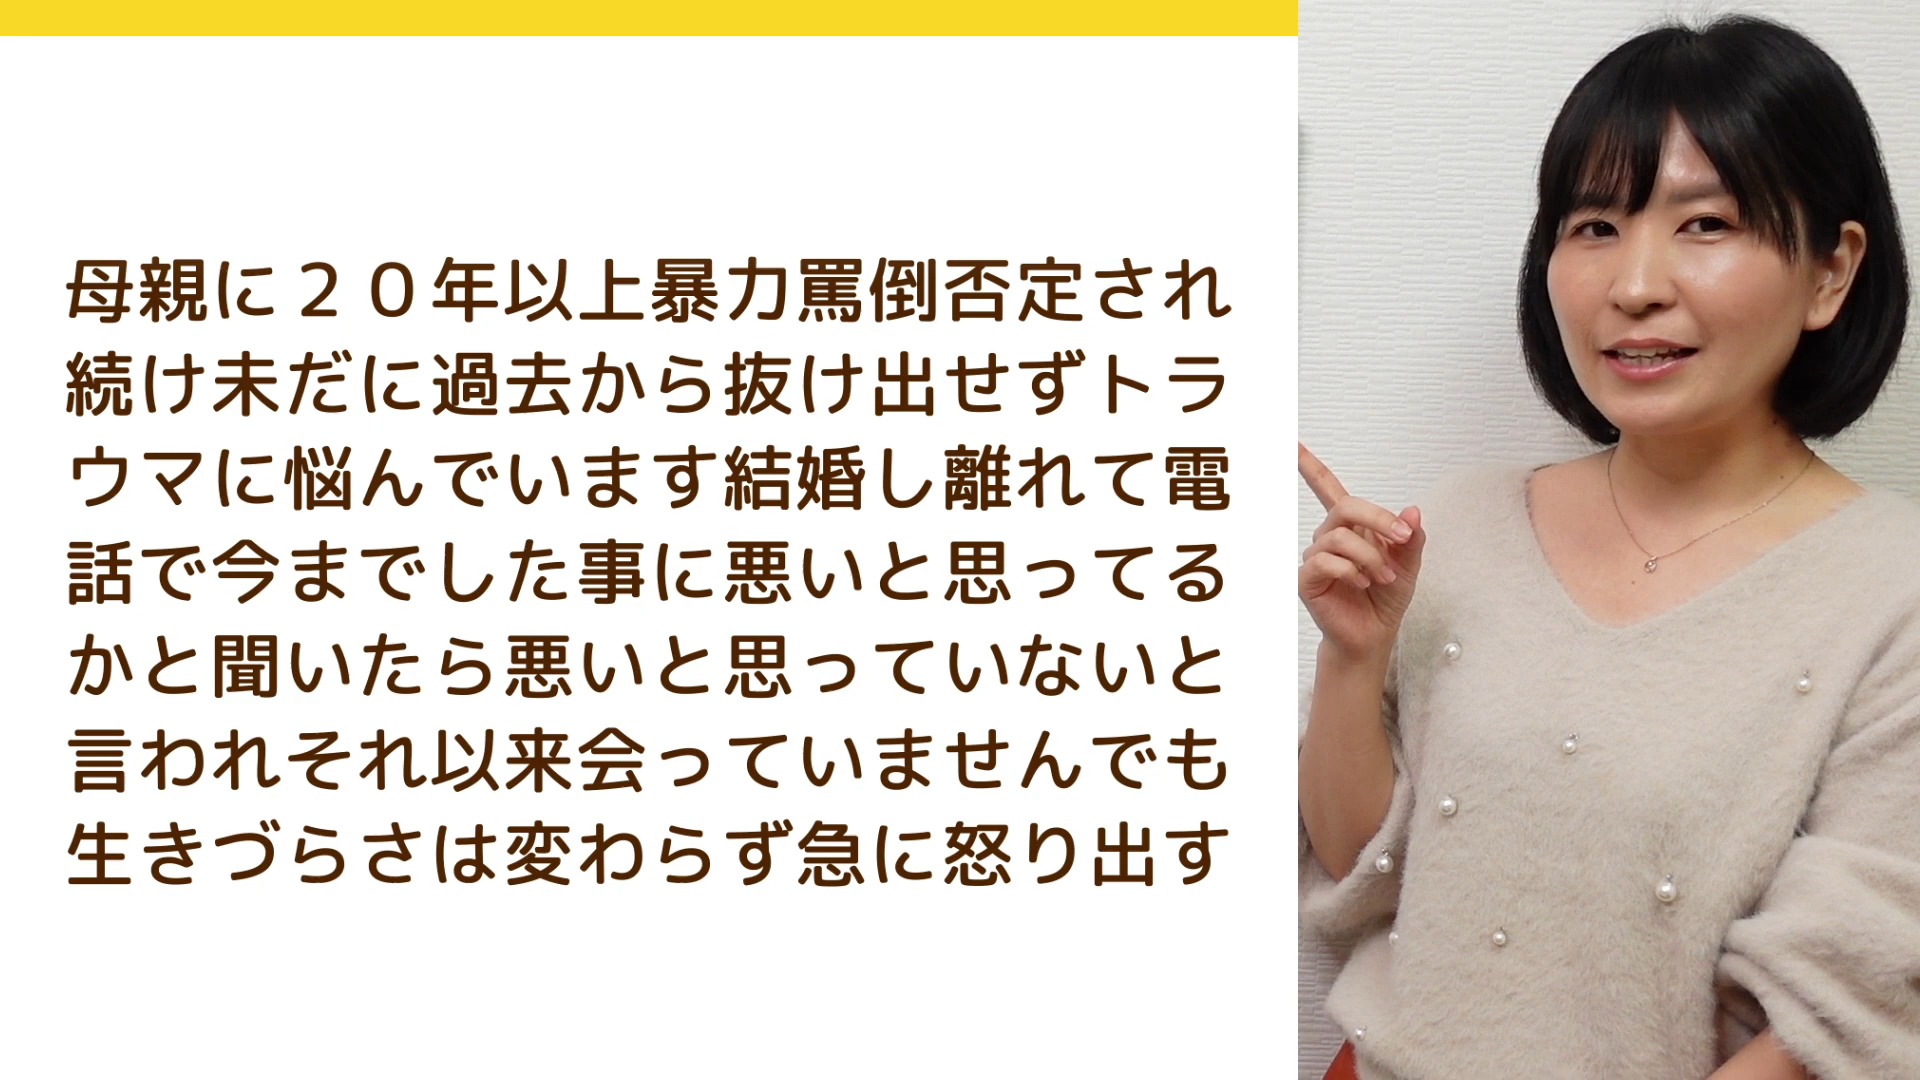 母親に２０年以上暴力罵倒否定され
続け未だに過去から抜け出せずトラ
ウマに悩んでいます結婚し離れて電
話で今までした事に悪いと思ってる
かと聞いたら悪いと思っていないと
言われそれ以来会っていませんでも
生きづらさは変わらず急に怒り出す